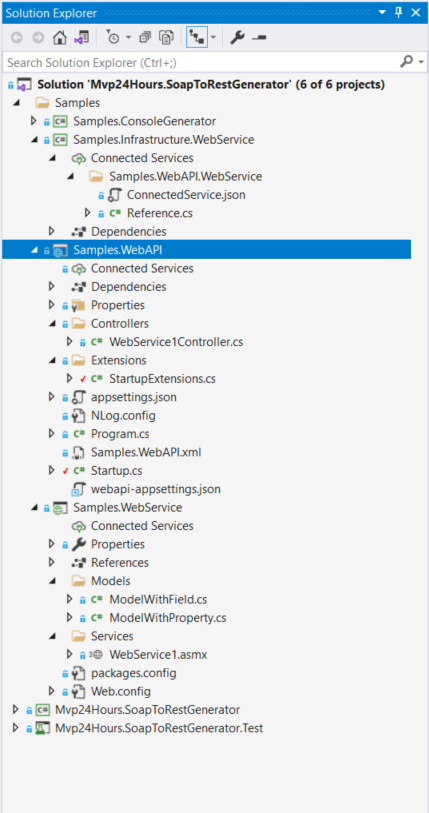 Solution Explorer
Search Solution Explorer (Ctrl+;)
Solution 'Mvp24Hours.SoapToRestGenerator' (6 of 6 projects)
Samples
C# Samples.ConsoleGenerator
C# Samples.Infrastructure.WebService
Connected Services
Samples.WebAPI.WebService
ConnectedService.json
C# Reference.cs
Dependencies
Samples.WebAPI
Connected Services
Dependencies
Properties
Controllers
C# WebService1Controller.cs
Extensions
C# StartupExtensions.cs
appsettings.json
NLog.config
C# Program.cs
Samples.WebAPI.xml
C# Startup.cs
webapi-appsettings.json
Samples.WebService
Connected Services
Properties
References
Models
C# ModelWithField.cs
C# ModelWithProperty.cs
Services
WebService1.asmx
packages.config
Web.config
C# Mvp24Hours.SoapToRestGenerator
Mvp24Hours.SoapToRestGenerator.Test